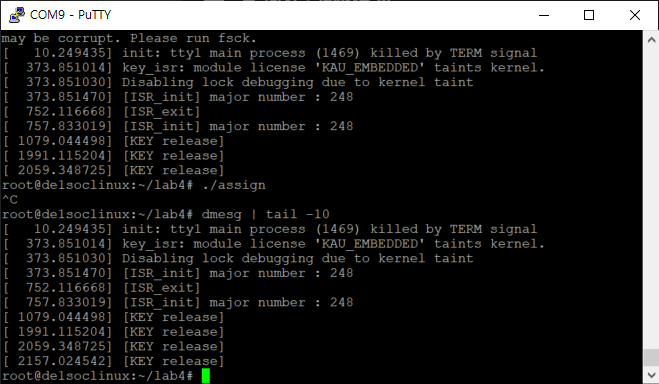 COM9 - PuTTY
may be corrupt. Please run fsck.
[   10.249435] init: tty1 main process (1469) killed by TERM signal
[  373.851014] key_isr: module license 'KAU_EMBEDDED' taints kernel.
[  373.851030] Disabling lock debugging due to kernel taint
[  373.851470] [ISR_init] major number : 248
[  752.116668] [ISR_exit]
[  757.833019] [ISR_init] major number : 248
[ 1079.044498] [KEY release]
[ 1991.115204] [KEY release]
[ 2059.348725] [KEY release]
root@delsoclinux:~/lab4# ./assign
^C
root@delsoclinux:~/lab4# dmesg | tail -10
[   10.249435] init: tty1 main process (1469) killed by TERM signal
[  373.851014] key_isr: module license 'KAU_EMBEDDED' taints kernel.
[  373.851030] Disabling lock debugging due to kernel taint
[  373.851470] [ISR_init] major number : 248
[  752.116668] [ISR_exit]
[  757.833019] [ISR_init] major number : 248
[ 1079.044498] [KEY release]
[ 1991.115204] [KEY release]
[ 2059.348725] [KEY release]
[ 2157.024542] [KEY release]
root@delsoclinux:~/lab4#